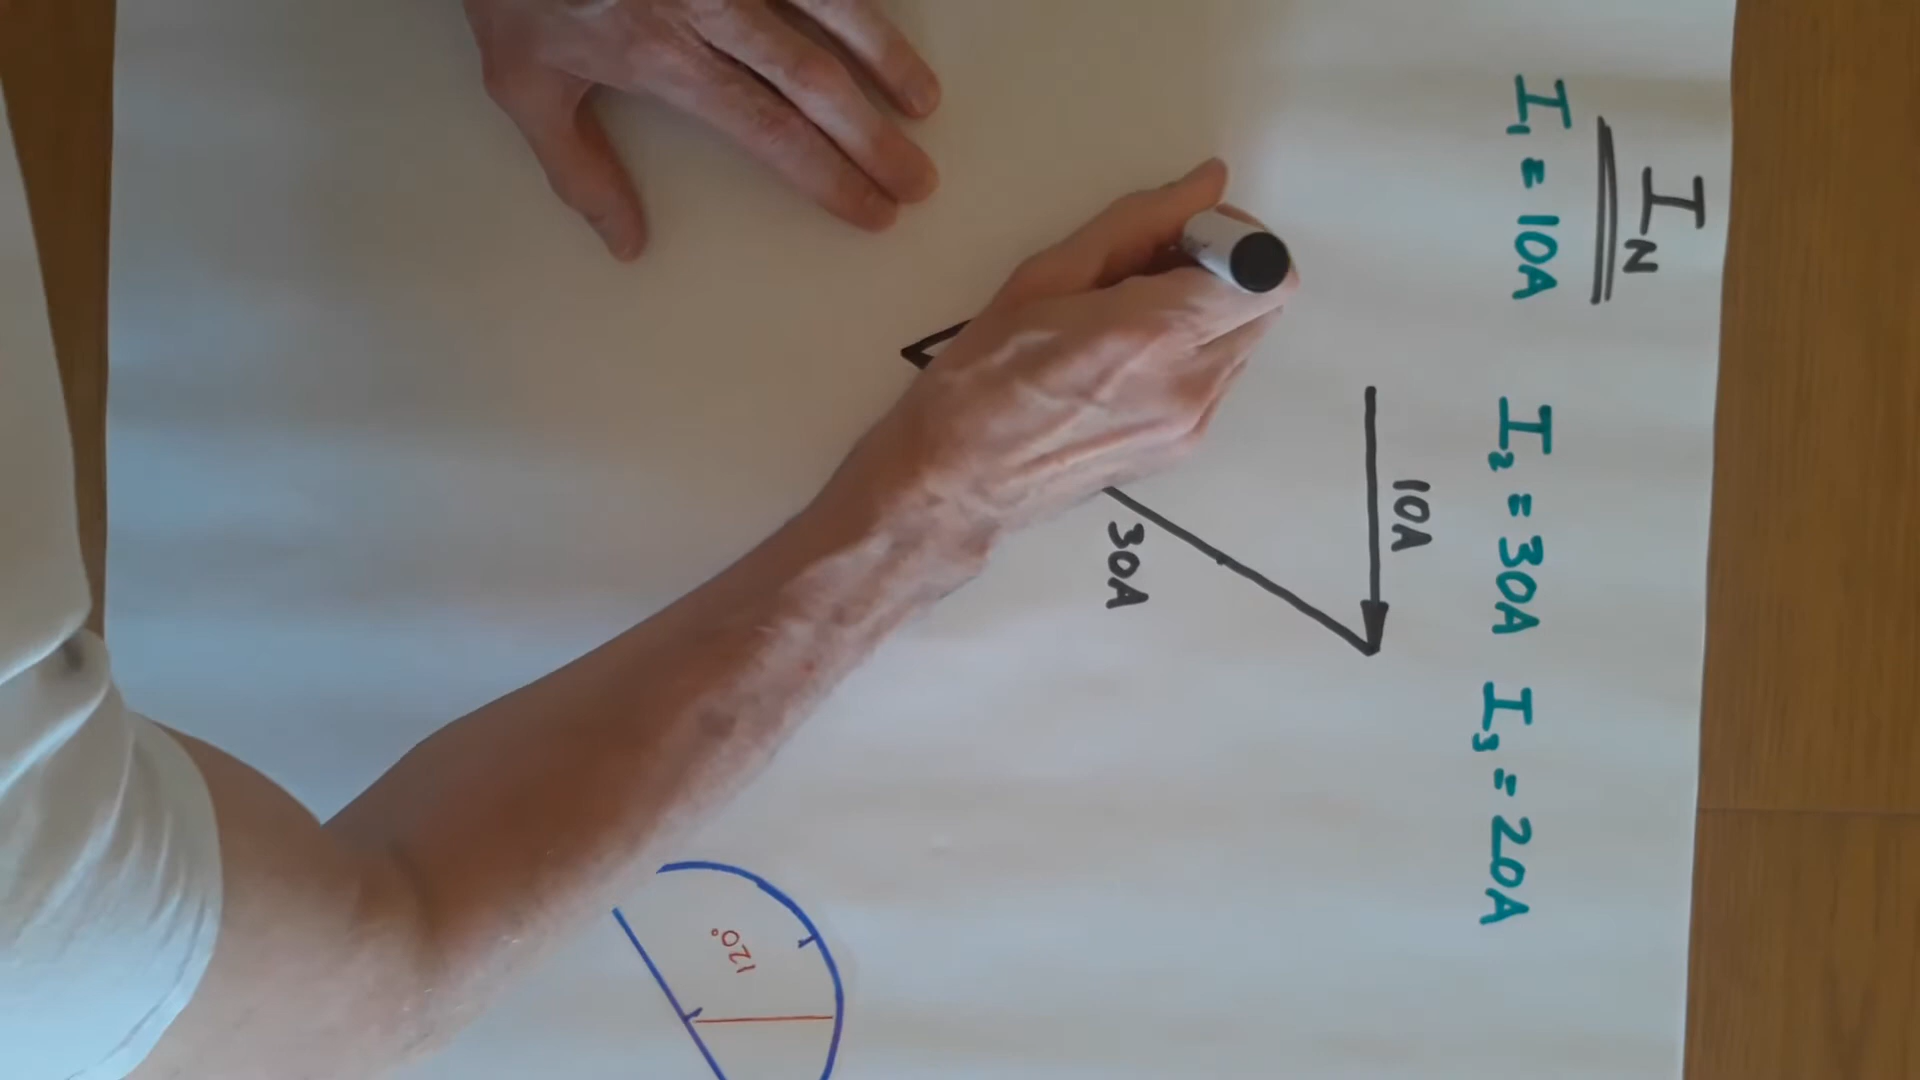 I_N
I₁ = 10A I₂ = 30A I₃ = 20A
10A
30A
120°